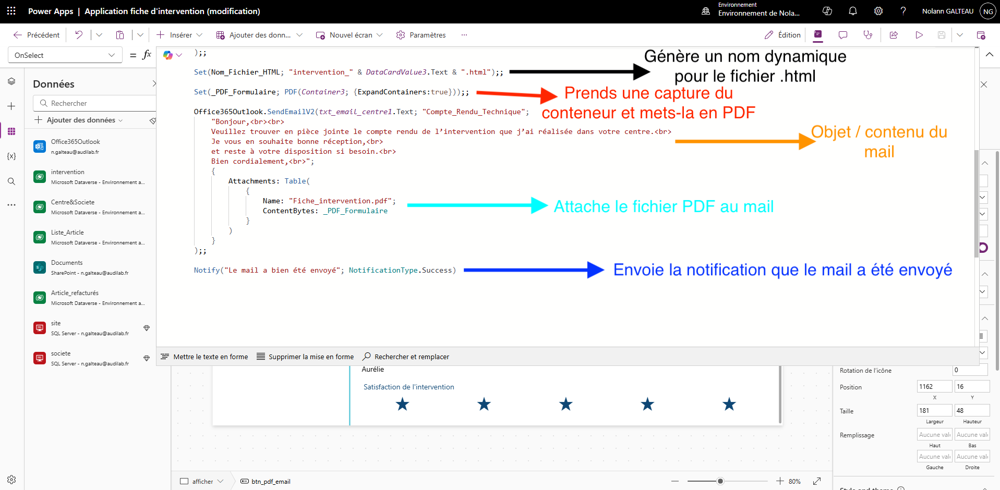 Power Apps | Application fiche d'intervention (modification)
Environnement
Environnement de Nola...
Nolann GALTEAU
NG
Précédent
Insérer
Ajouter des donn...
Nouvel écran
Paramètres
...
Édition
OnSelect
= fx
);;
Set(Nom_Fichier_HTML; "intervention_" & DataCardValue3.Text & ".html");;
Génère un nom dynamique
pour le fichier .html
Set(_PDF_Formulaire; PDF(Container3; {ExpandContainers:true}));;
Prends une capture du
conteneur et mets-la en PDF
Office365Outlook.SendEmailV2(txt_email_centre1.Text; "Compte_Rendu_Technique";
"Bonjour,<br><br>
Veuillez trouver en pièce jointe le compte rendu de l’intervention que j’ai réalisée dans votre centre.<br>
Je vous en souhaite bonne réception,<br>
et reste à votre disposition si besoin.<br>
Bien cordialement,<br>";
Objet / contenu du
mail
{
Attachments: Table(
{
Name: "Fiche_intervention.pdf";
ContentBytes: _PDF_Formulaire
}
)
}
);;
Attache le fichier PDF au mail
Notify("Le mail a bien été envoyé"; NotificationType.Success)
Envoie la notification que le mail a été envoyé
Données
Rechercher
Ajouter des données
Office365Outlook
n.galteau@audilab.fr
intervention
Microsoft Dataverse - Environnement a...
Centre&Societe
Microsoft Dataverse - Environnement a...
Liste_Article
Microsoft Dataverse - Environnement a...
Documents
SharePoint - n.galteau@audilab.fr
Article_refacturés
Microsoft Dataverse - Environnement a...
site
SQL Server - n.galteau@audilab.fr
societe
SQL Server - n.galteau@audilab.fr
Mettre le texte en forme
Supprimer la mise en forme
Rechercher et remplacer
Aurélie
Satisfaction de l'intervention
Rotation de l’icône
0
Position
1162
16
X
Y
Taille
181
48
Largeur
Hauteur
Remplissage
Aucune val
Aucune val
Haut
Bas
Aucune val
Aucune val
Gauche
Droite
afficher
btn_pdf_email
80%